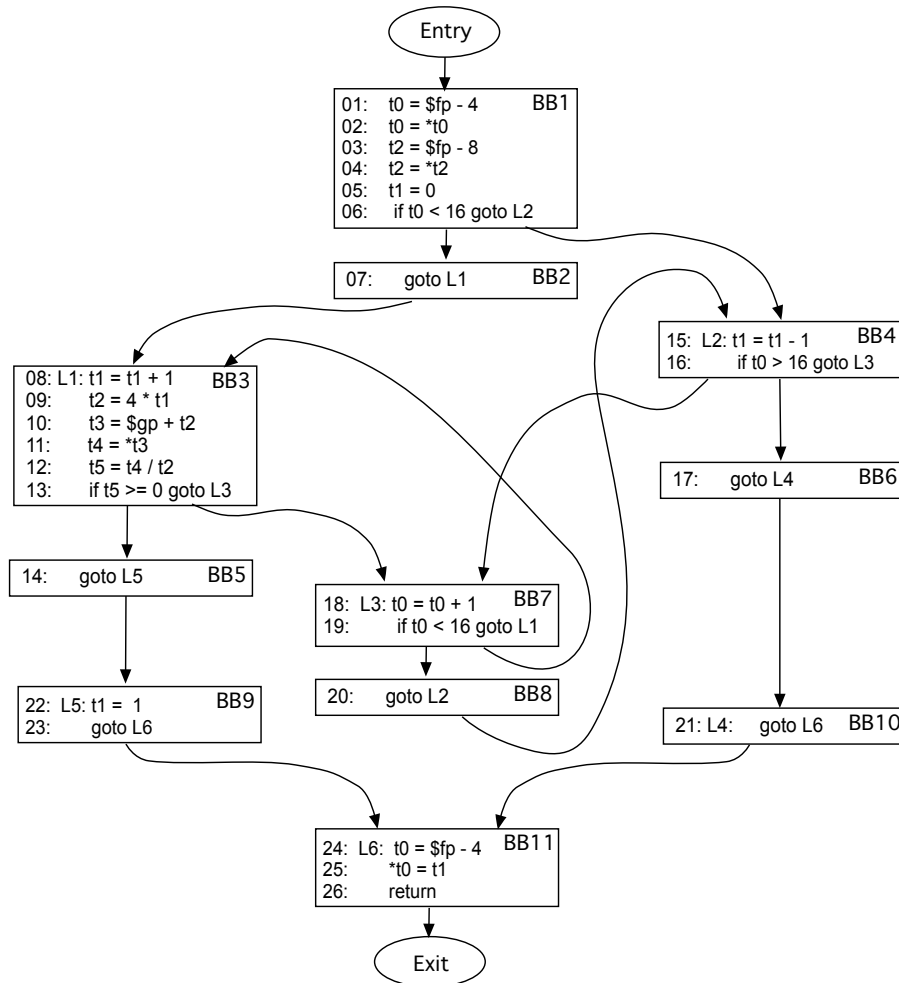 Entry
01: t0 = $fp - 4 BB1
02: t0 = *t0
03: t2 = $fp - 8
04: t2 = *t2
05: t1 = 0
06: if t0 < 16 goto L2
07: goto L1 BB2
15: L2: t1 = t1 - 1 BB4
16: if t0 > 16 goto L3
08: L1: t1 = t1 + 1 BB3
09: t2 = 4 * t1
10: t3 = $gp + t2
11: t4 = *t3
12: t5 = t4 / t2
13: if t5 >= 0 goto L3
17: goto L4 BB6
14: goto L5 BB5
18: L3: t0 = t0 + 1 BB7
19: if t0 < 16 goto L1
20: goto L2 BB8
22: L5: t1 = 1 BB9
23: goto L6
21: L4: goto L6 BB10
24: L6: t0 = $fp - 4 BB11
25: *t0 = t1
26: return
Exit